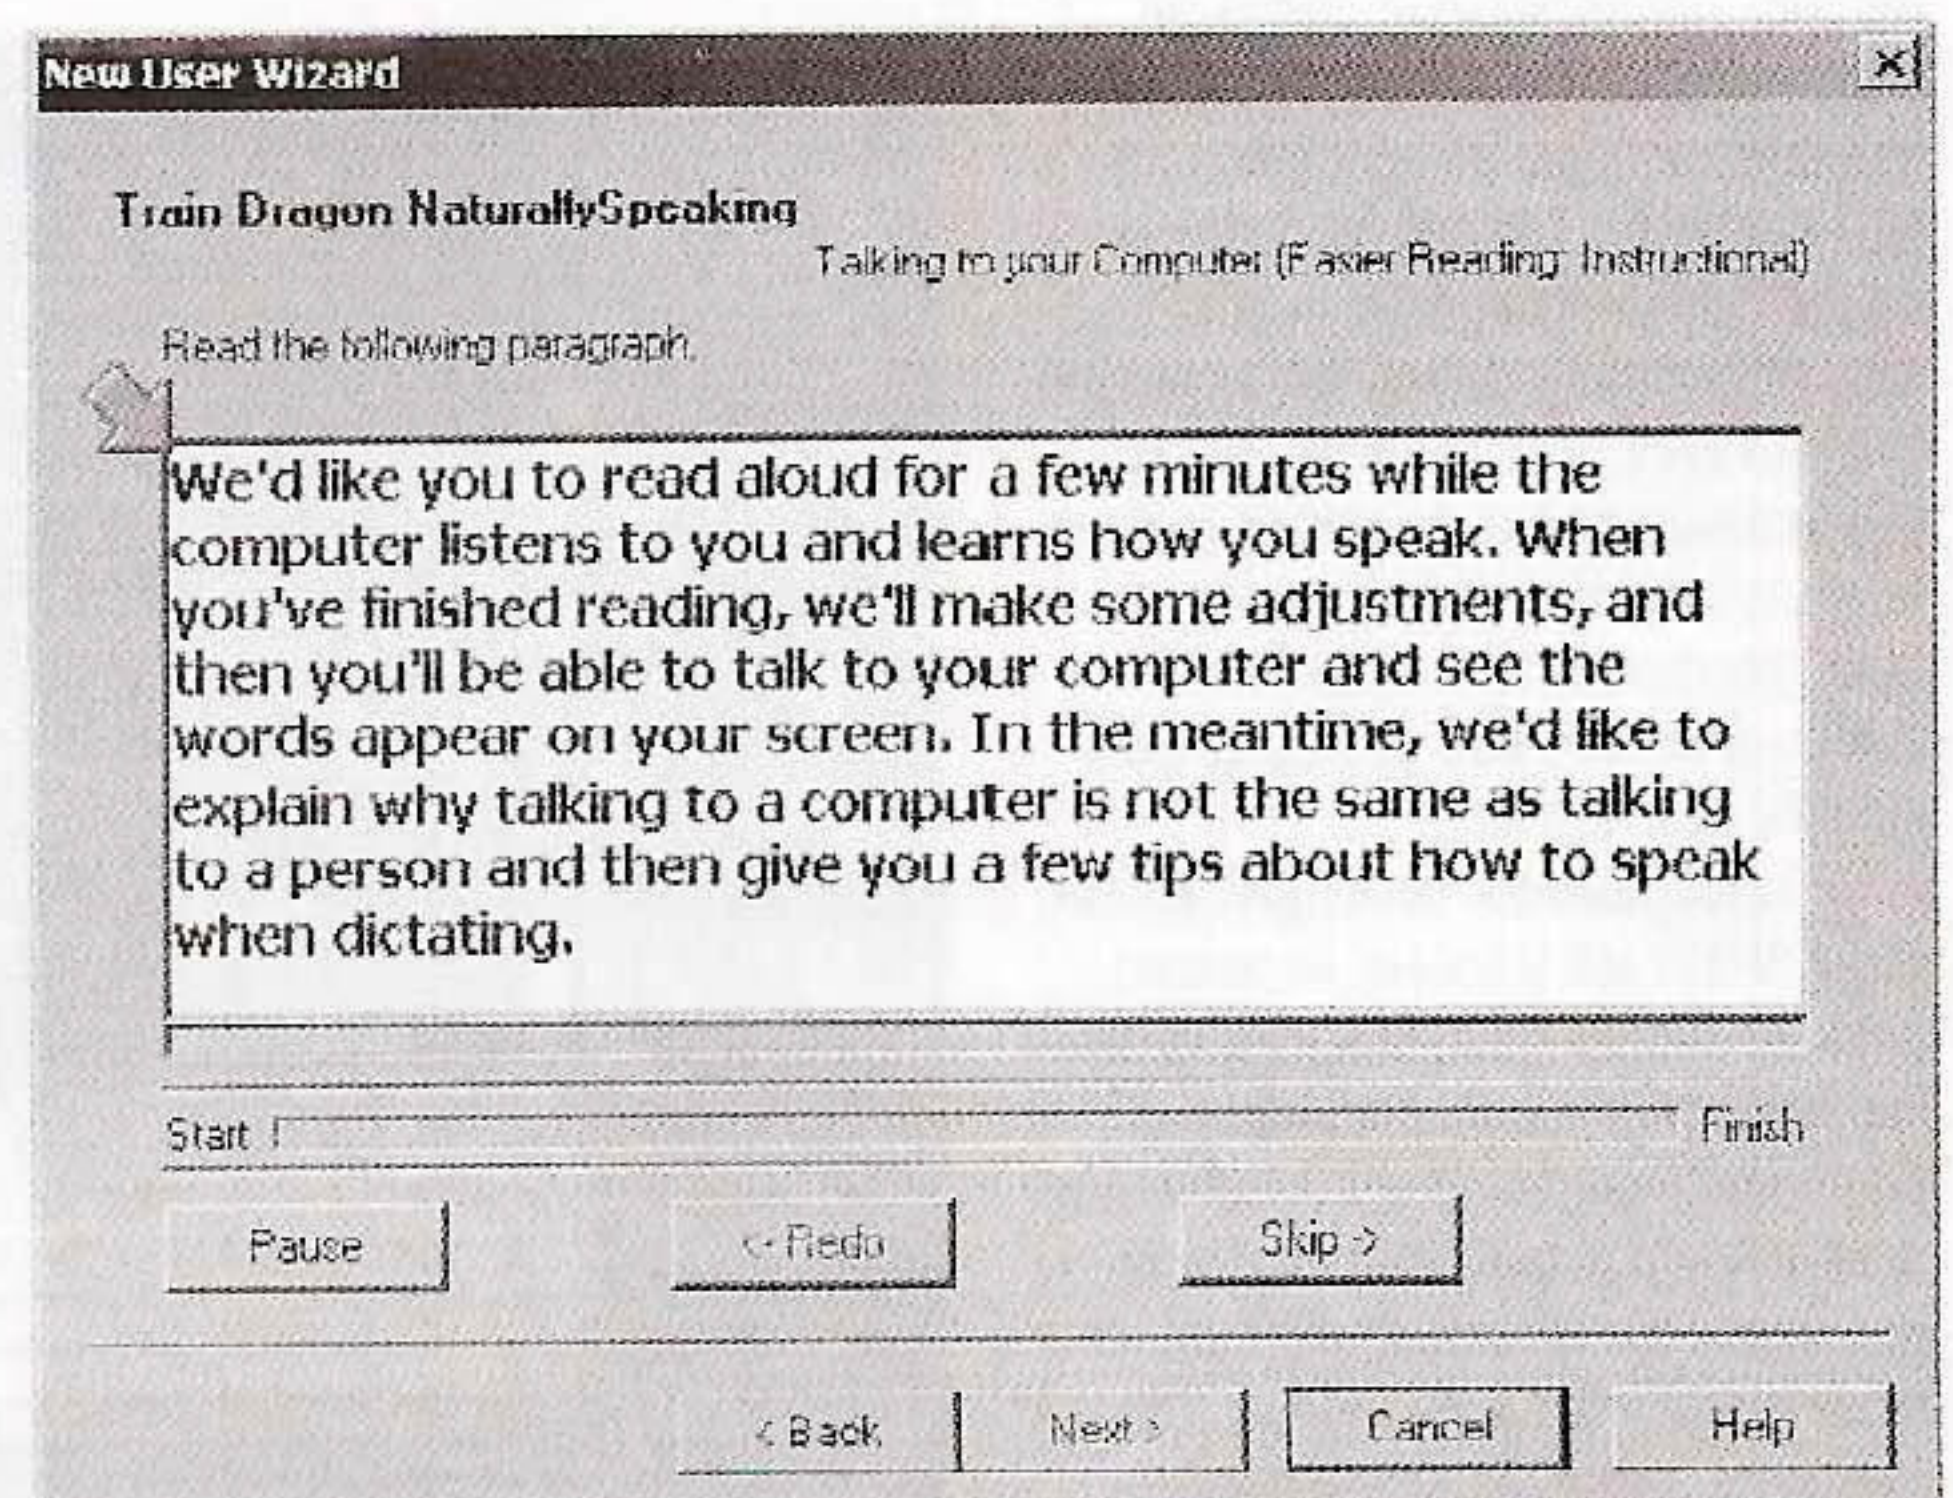 New User Wizard
Train Dragon NaturallySpeaking
Talking to your Computer (Easier Reading: Instructional)
Read the following paragraph.
We'd like you to read aloud for a few minutes while the
computer listens to you and learns how you speak. When
you've finished reading, we'll make some adjustments, and
then you'll be able to talk to your computer and see the
words appear on your screen. In the meantime, we'd like to
explain why talking to a computer is not the same as talking
to a person and then give you a few tips about how to speak
when dictating.
Start Finish
Pause <- Redo Skip ->
< Back Next > Cancel Help